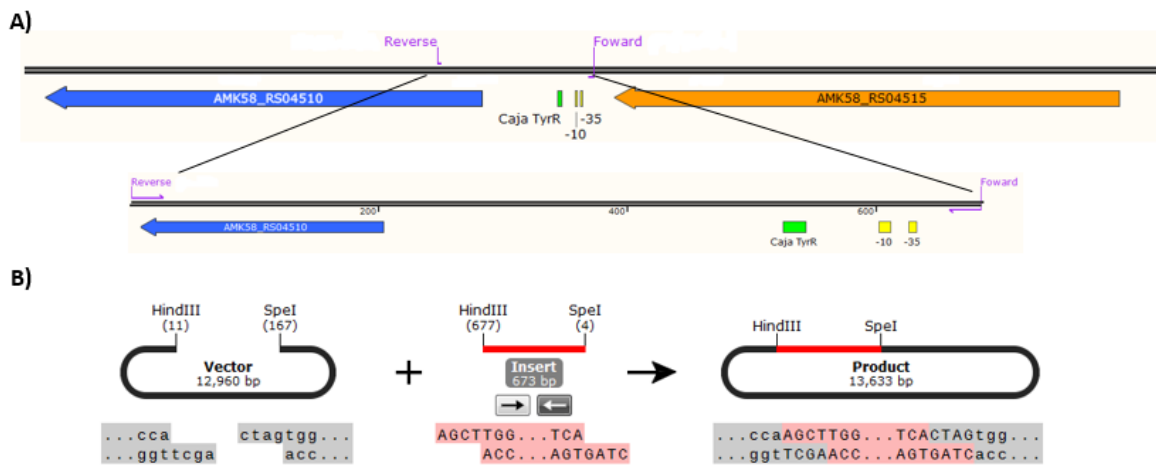 A)
Reverse
Foward
AMK58_RS04510
Caja TyrR
-10
-35
AMK58_RS04515
Reverse
Foward
200
400
600
AMK58_RS04510
Caja TyrR
-10
-35
B)
HindIII
(11)
SpeI
(167)
Vector
12,960 bp
...cca
ctagtgg...
...ggttcga
acc...
+
HindIII
(677)
SpeI
(4)
Insert
673 bp
AGCTTGG...TCA
ACC...AGTGATC
HindIII
SpeI
Product
13,633 bp
...ccaAGCTTGG...TCACTAGtgg...
...ggtTCGAACC...AGTGATCacc...